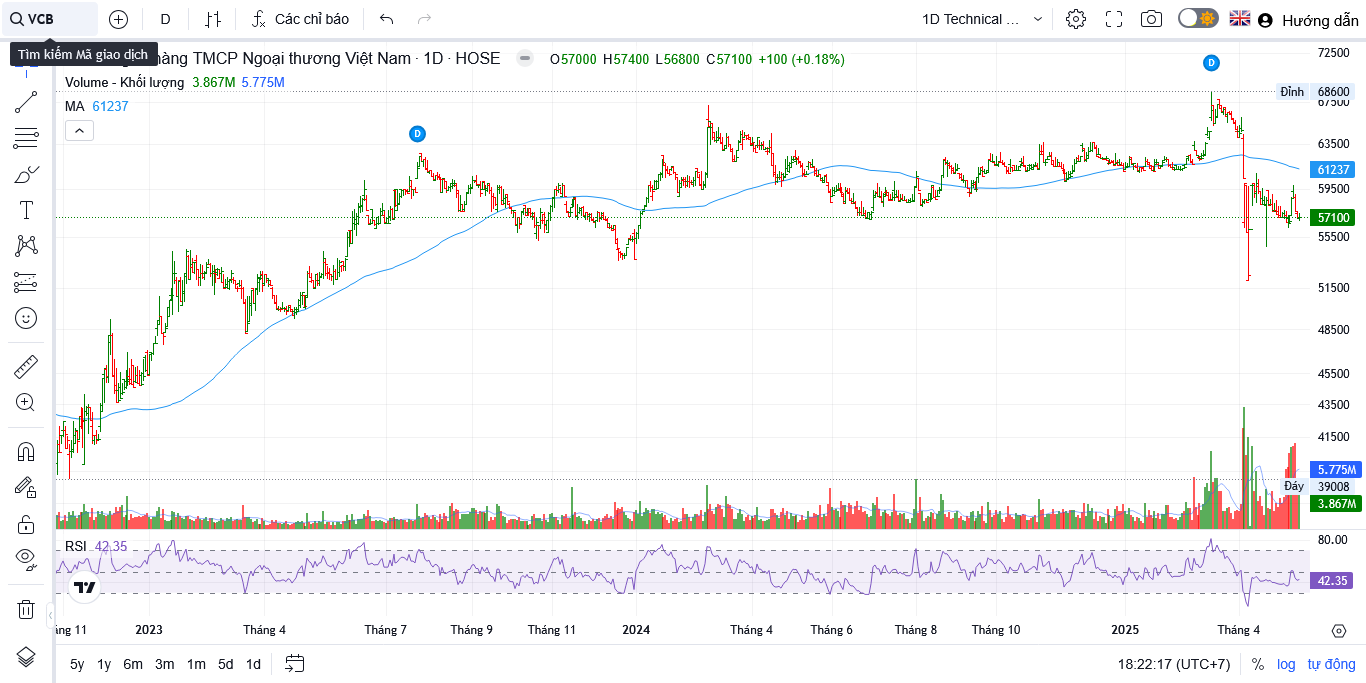 VCB D Các chỉ báo 1D Technical ... Hướng dẫn
Tìm kiếm Mã giao dịch
hàng TMCP Ngoại thương Việt Nam · 1D · HOSE O57000 H57400 L56800 C57100 +100 (+0.18%)
Volume - Khối lượng 3.867M 5.775M
MA 61237
D
D
72500
Đỉnh 68600
67500
63500
61237
59500
57100
55500
51500
48500
45500
43500
41500
5.775M
Đáy 39008
3.867M
RSI 42.35
80.00
42.35
áng 11 2023 Tháng 4 Tháng 7 Tháng 9 Tháng 11 2024 Tháng 4 Tháng 6 Tháng 8 Tháng 10 2025 Tháng 4
5y 1y 6m 3m 1m 5d 1d 18:22:17 (UTC+7) % log tự động